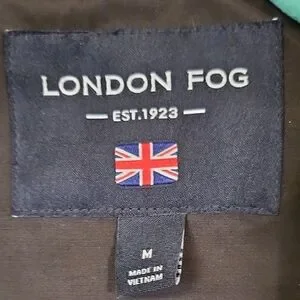 LONDON FOG
EST.1923
M
MADE IN
VIETNAM